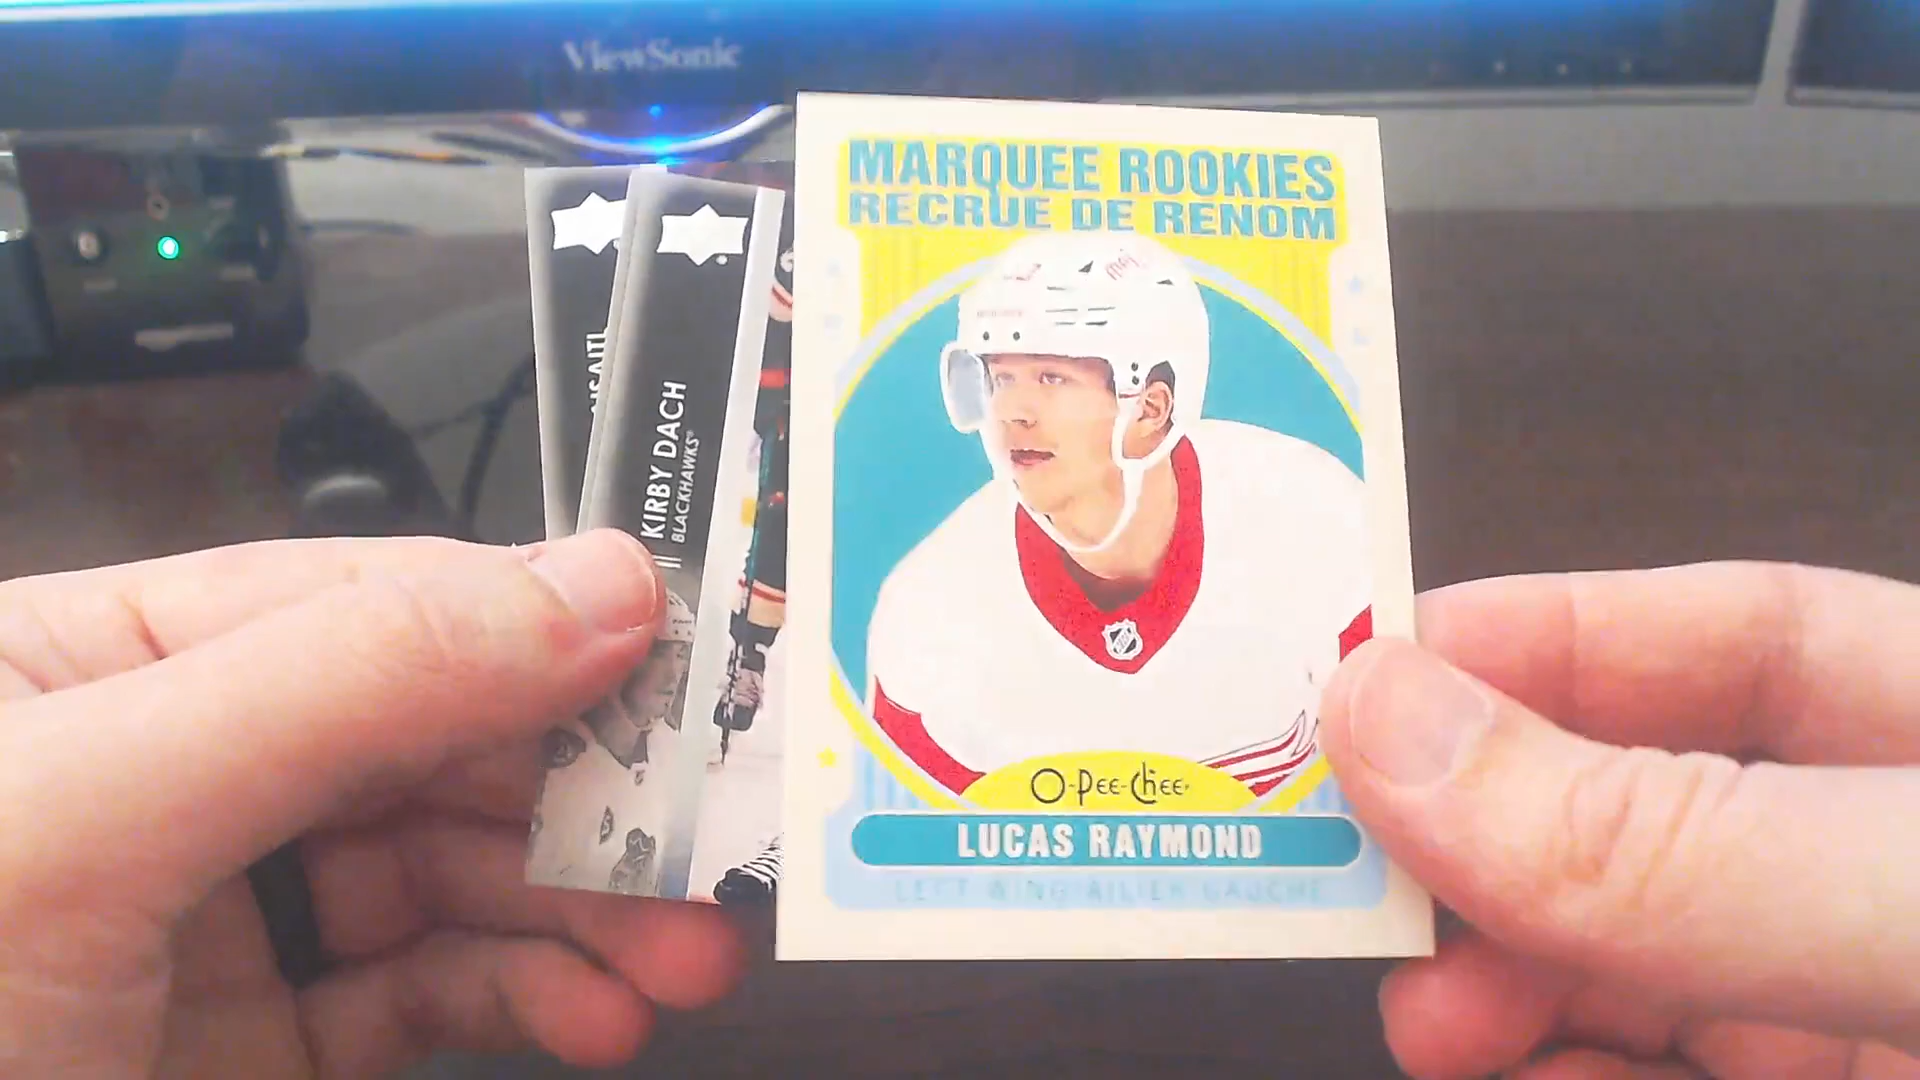 ViewSonic
MARQUEE ROOKIES
RECRUE DE RENOM
KIRBY DACH
BLACKHAWKS
O-PEE-CHEE
LUCAS RAYMOND
LEFT WING AILIER GAUCHE